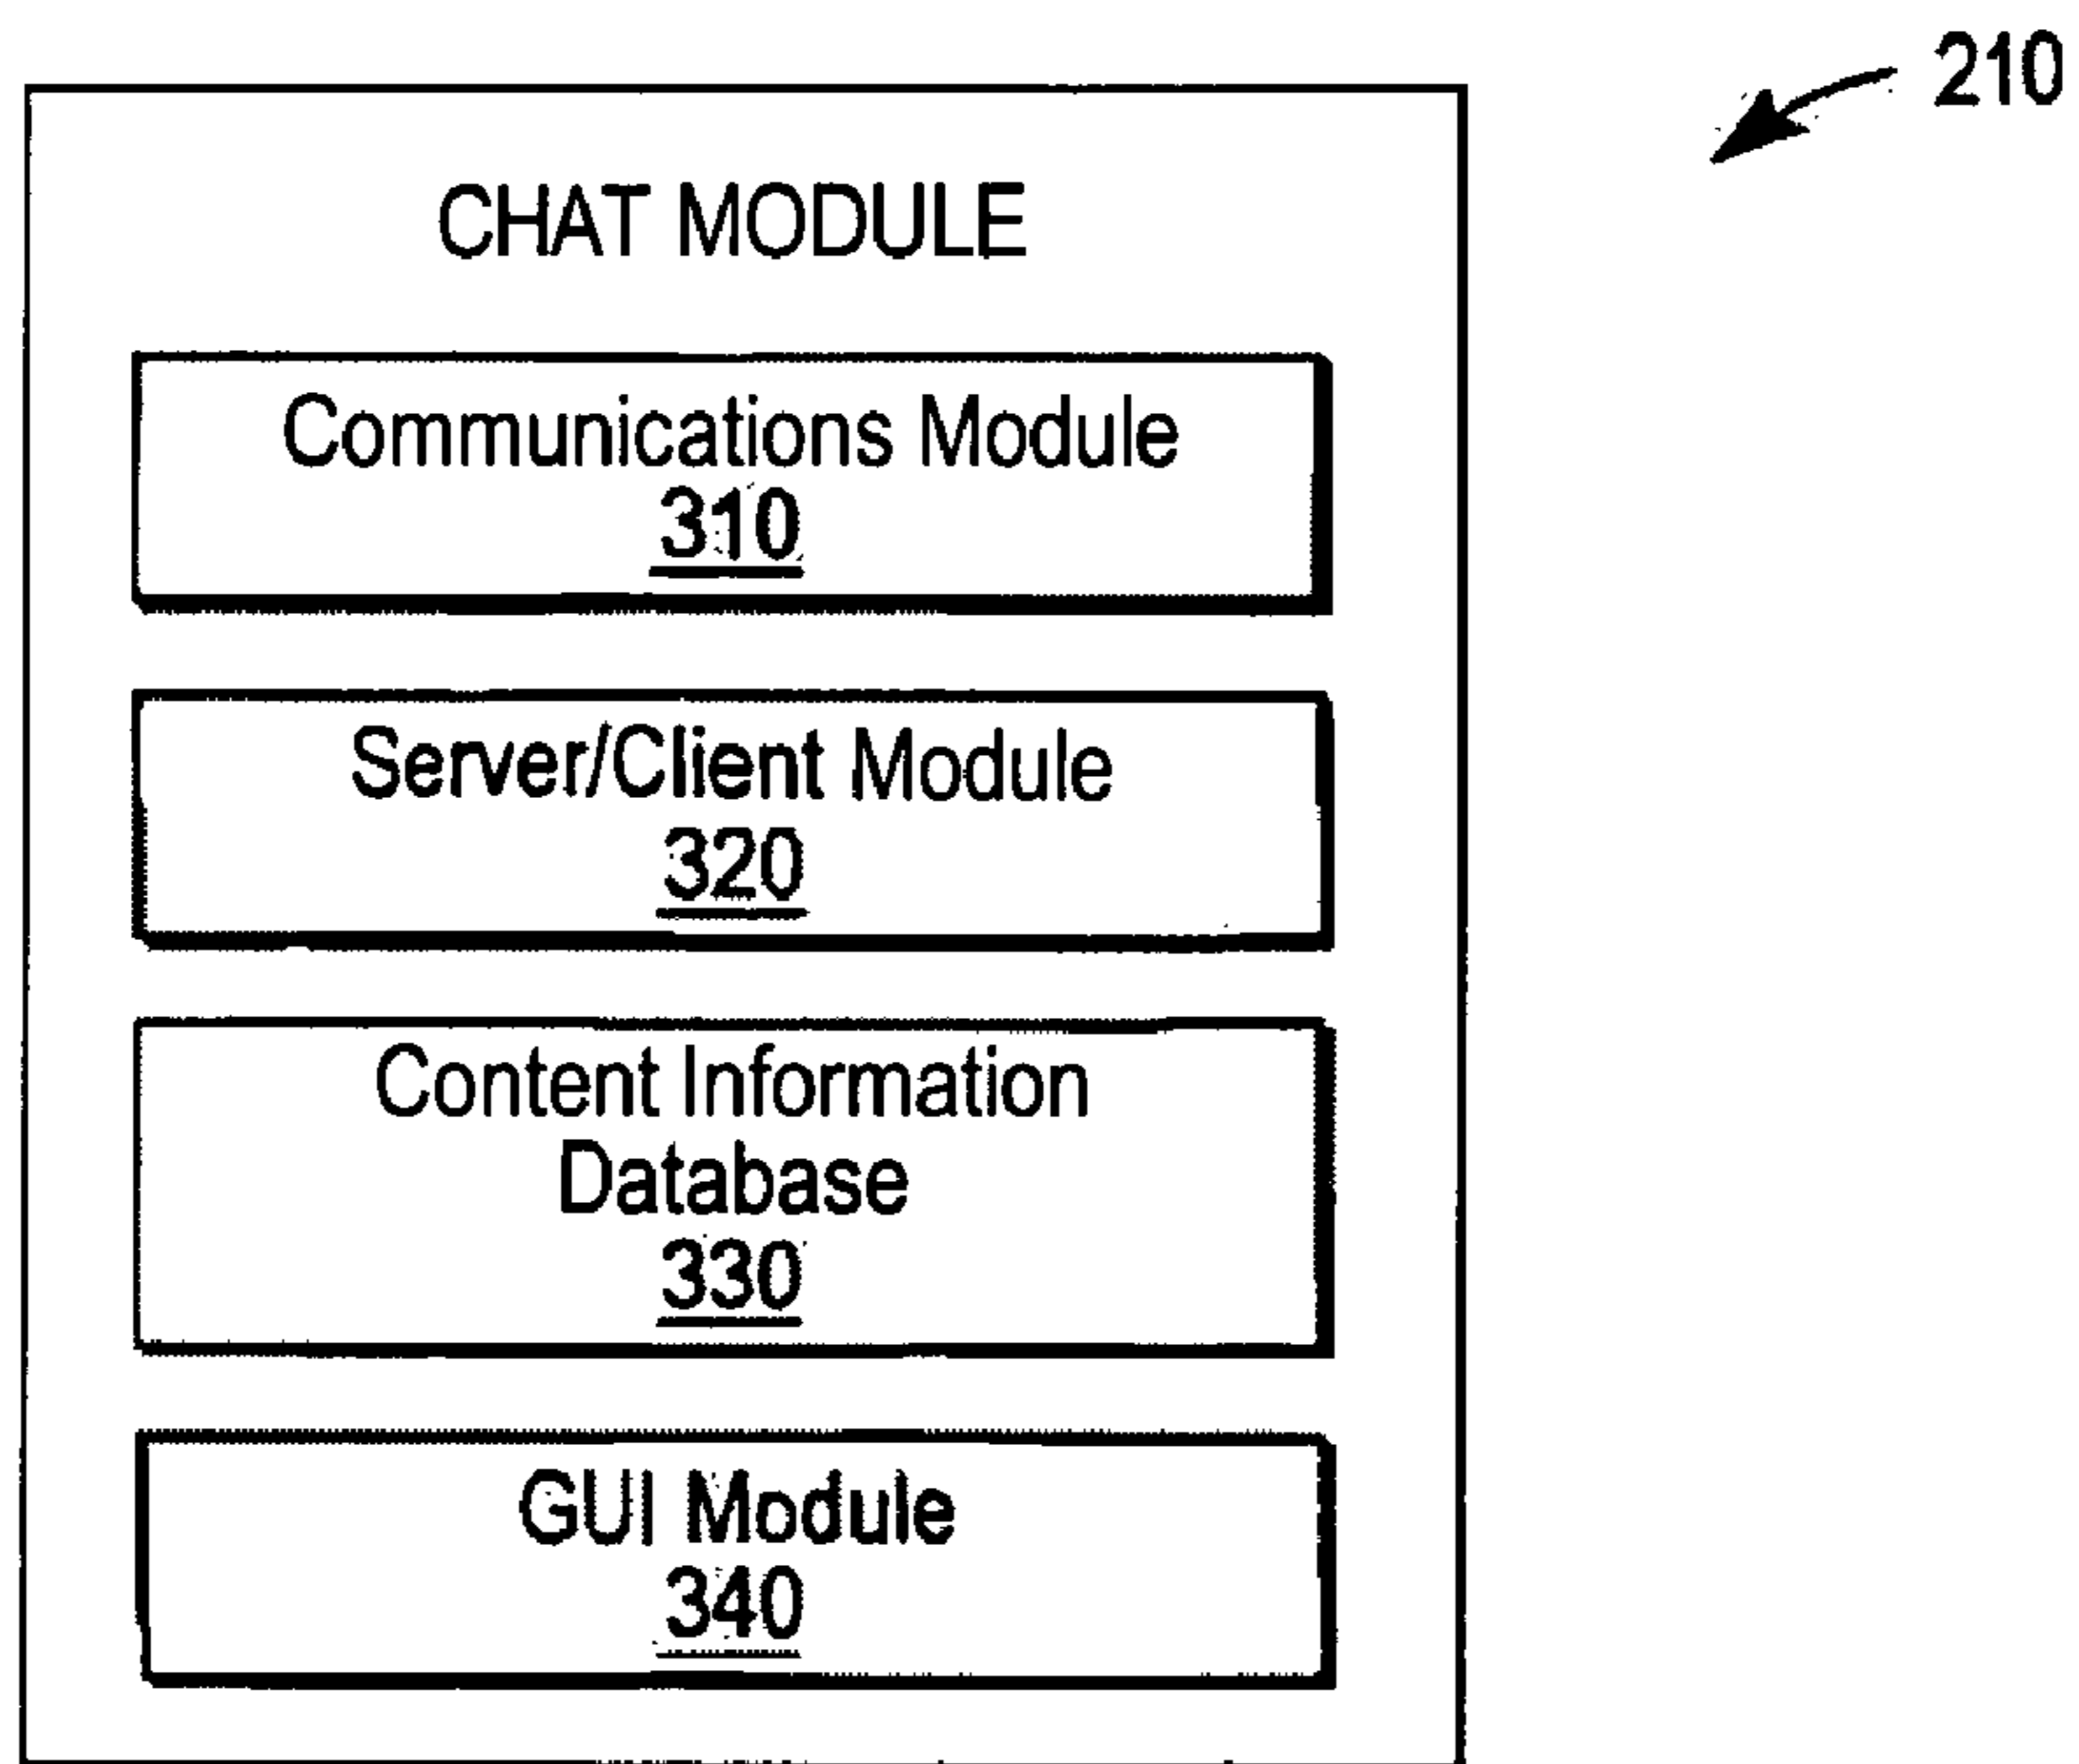 210
CHAT MODULE
Communications Module
310
Server/Client Module
320
Content Information
Database
330
GUI Module
340